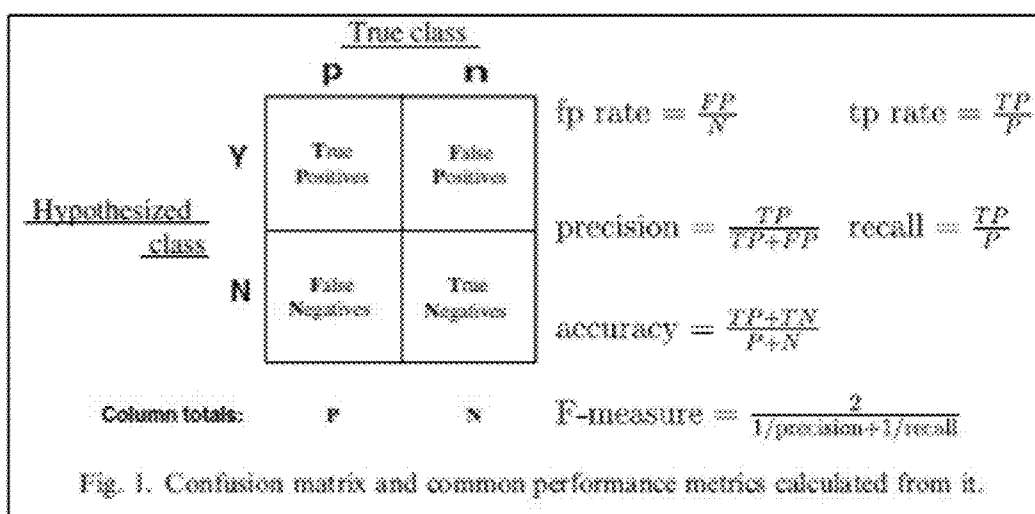 True class
p n
fp rate = FP/N tp rate = TP/P
Y True Positives False Positives
Hypothesized class
precision = TP/TP+FP recall = TP/P
N False Negatives True Negatives
accuracy = TP+TN/P+N
Column totals: P N
F-measure = 2/1/precision+1/recall
Fig. 1. Confusion matrix and common performance metrics calculated from it.